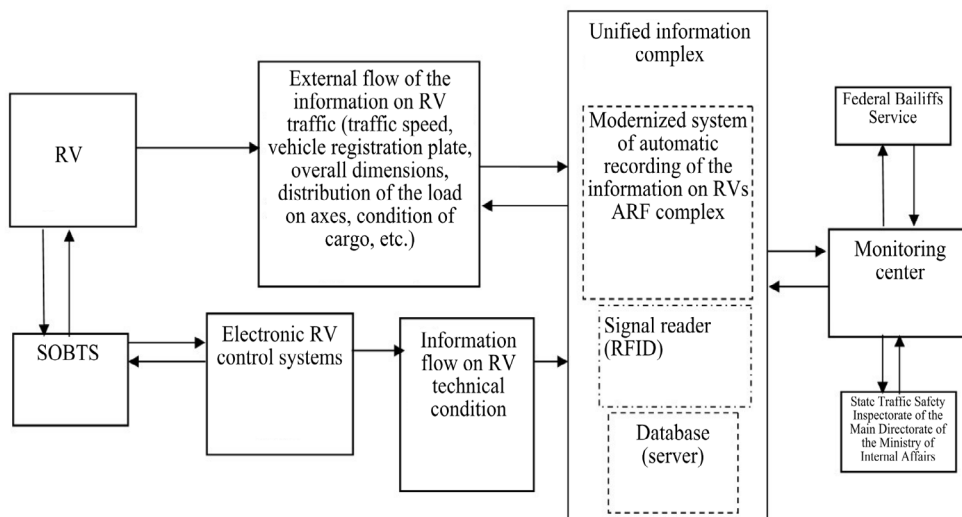 RV
External flow of the
information on RV
traffic (traffic speed,
vehicle registration plate,
overall dimensions,
distribution of the load
on axes, condition of
cargo, etc.)
Unified information
complex
Modernized system
of automatic
recording of the
information on RVs
ARF complex
Signal reader
(RFID)
Database
(server)
Federal Bailiffs
Service
Monitoring
center
State Traffic Safety
Inspectorate of the
Main Directorate of
the Ministry of
Internal Affairs
SOBTS
Electronic RV
control systems
Information
flow on RV
technical
condition